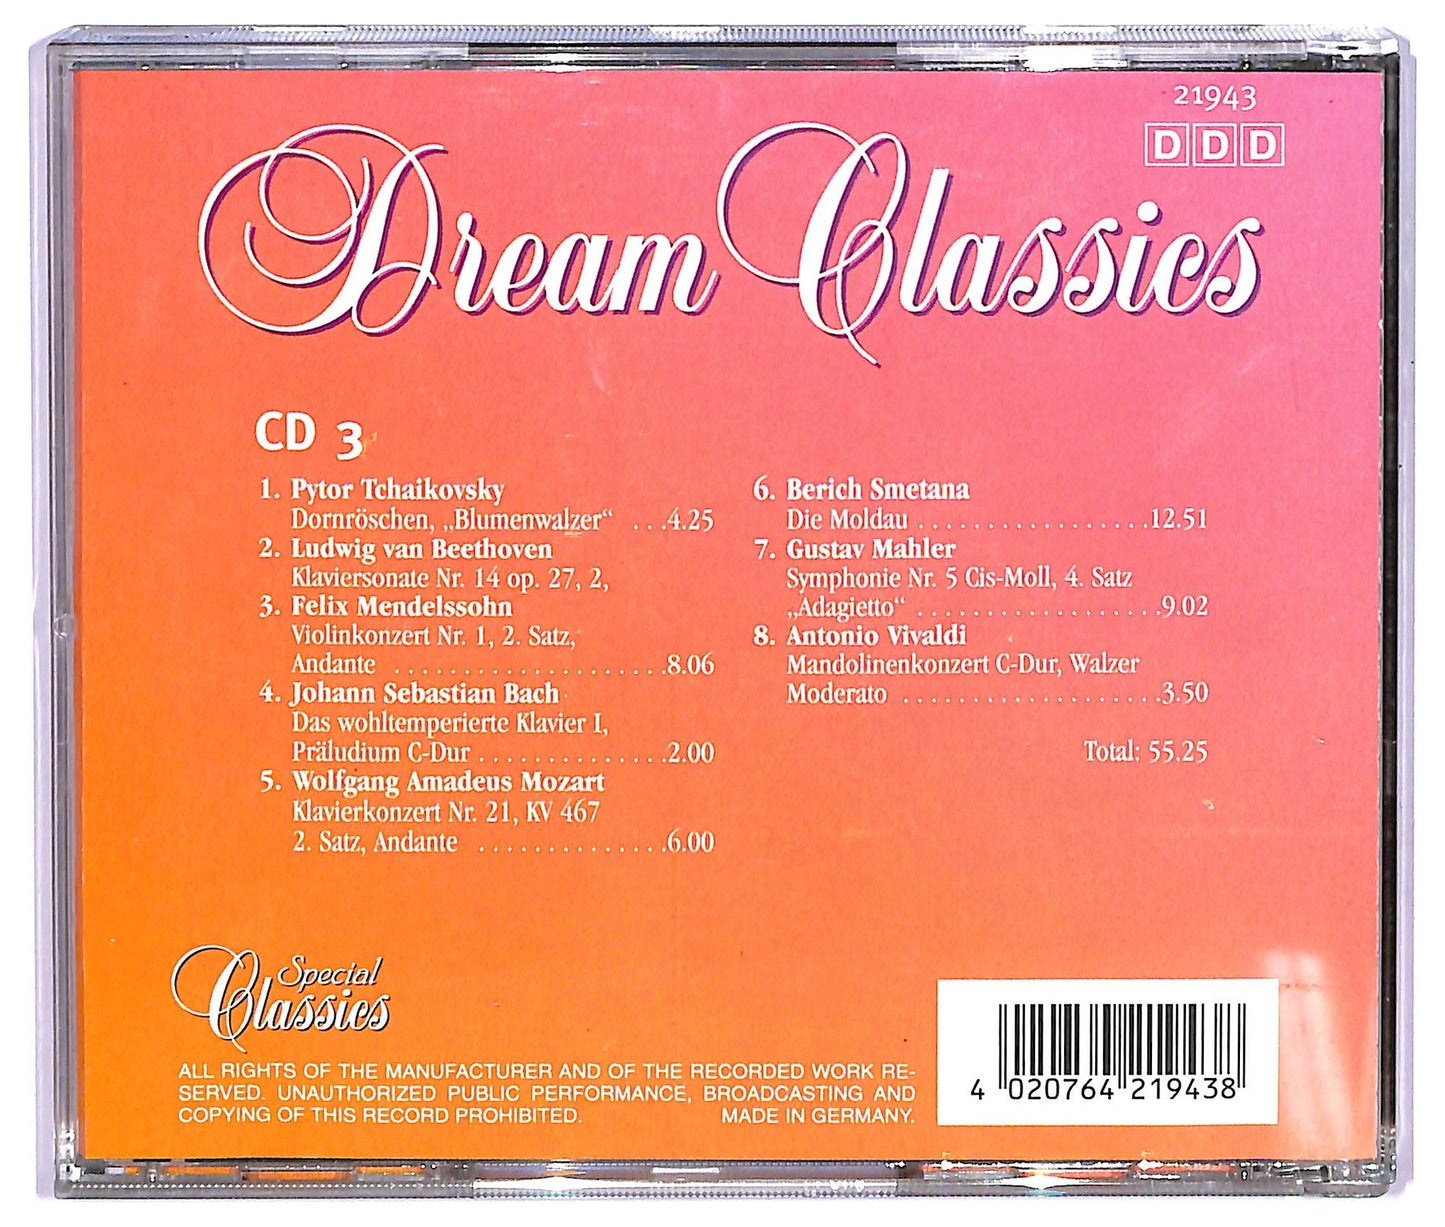 21943
DDD
Dream Classics
CD 3
1. Pytor Tchaikovsky
Dornröschen, „Blumenwalzer“ ...4.25
2. Ludwig van Beethoven
Klaviersonate Nr. 14 op. 27, 2,
3. Felix Mendelssohn
Violinkonzert Nr. 1, 2. Satz,
Andante ....................8.06
4. Johann Sebastian Bach
Das wohltemperierte Klavier I,
Präludium C-Dur ..............2.00
5. Wolfgang Amadeus Mozart
Klavierkonzert Nr. 21, KV 467
2. Satz, Andante ..............6.00
6. Berich Smetana
Die Moldau .................12.51
7. Gustav Mahler
Symphonie Nr. 5 Cis-Moll, 4. Satz
„Adagietto“ ..................9.02
8. Antonio Vivaldi
Mandolinenkonzert C-Dur, Walzer
Moderato ...................3.50
Total: 55.25
Special
Classics
ALL RIGHTS OF THE MANUFACTURER AND OF THE RECORDED WORK RE-
SERVED. UNAUTHORIZED PUBLIC PERFORMANCE, BROADCASTING AND
COPYING OF THIS RECORD PROHIBITED. MADE IN GERMANY.
4 020764 219438